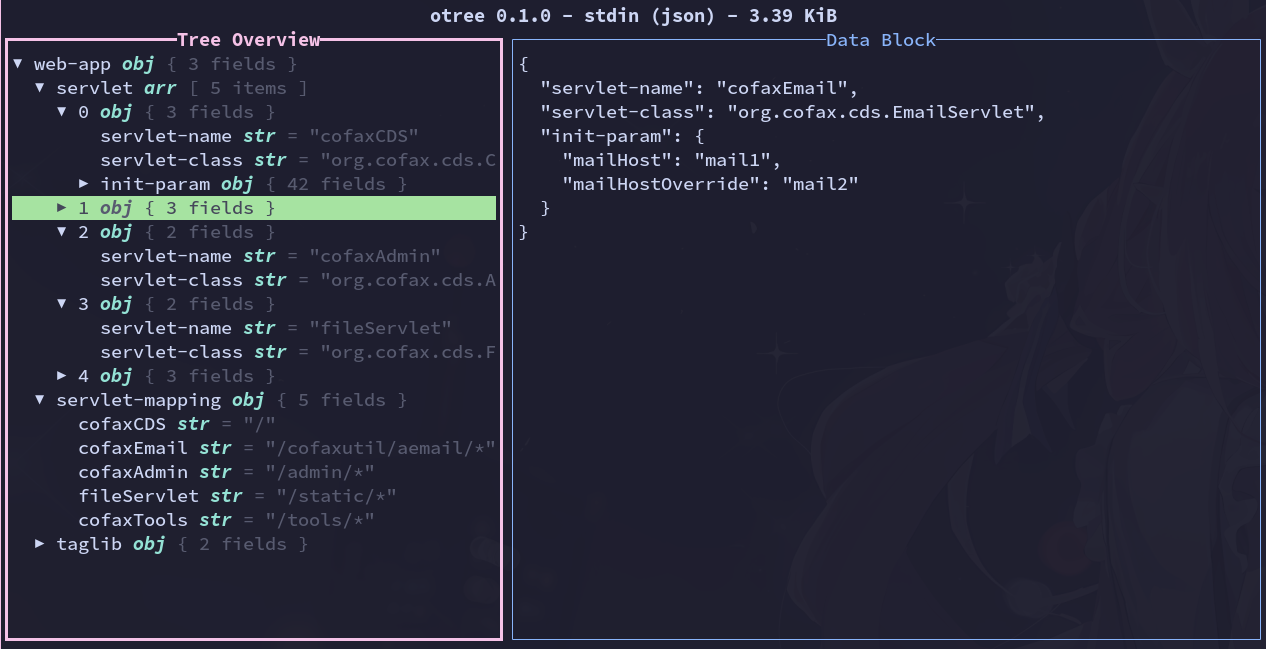 otree 0.1.0 - stdin (json) - 3.39 KiB
Tree Overview
▼ web-app obj { 3 fields }
▼ servlet arr [ 5 items ]
▼ 0 obj { 3 fields }
servlet-name str = "cofaxCDS"
servlet-class str = "org.cofax.cds.C
▶ init-param obj { 42 fields }
▶ 1 obj { 3 fields }
▼ 2 obj { 2 fields }
servlet-name str = "cofaxAdmin"
servlet-class str = "org.cofax.cds.A
▼ 3 obj { 2 fields }
servlet-name str = "fileServlet"
servlet-class str = "org.cofax.cds.F
▶ 4 obj { 3 fields }
▼ servlet-mapping obj { 5 fields }
cofaxCDS str = "/"
cofaxEmail str = "/cofaxutil/aemail/*"
cofaxAdmin str = "/admin/*"
fileServlet str = "/static/*"
cofaxTools str = "/tools/*"
▶ taglib obj { 2 fields }
Data Block
{
"servlet-name": "cofaxEmail",
"servlet-class": "org.cofax.cds.EmailServlet",
"init-param": {
"mailHost": "mail1",
"mailHostOverride": "mail2"
}
}